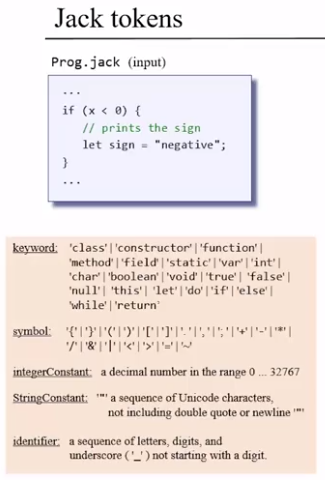 Jack tokens
Prog.jack (input)
...
if (x < 0) {
// prints the sign
let sign = "negative";
}
...
keyword: 'class'|'constructor'|'function'|
'method'|'field'|'static'|'var'|'int'|
'char'|'boolean'|'void'|'true'| 'false'|
'null'| 'this'| 'let'|'do'|'if'|'else'|
'while'|'return'
symbol: '{'|'}'|'('|')'|'['|']'|'.'|','|';'|'+'|'-'|'*'|
'/'|'&'|'|'|'<'|'>'|'='|'~'
integerConstant: a decimal number in the range 0 ... 32767
StringConstant: '"' a sequence of Unicode characters,
not including double quote or newline '"'
identifier: a sequence of letters, digits, and
underscore ( '_' ) not starting with a digit.